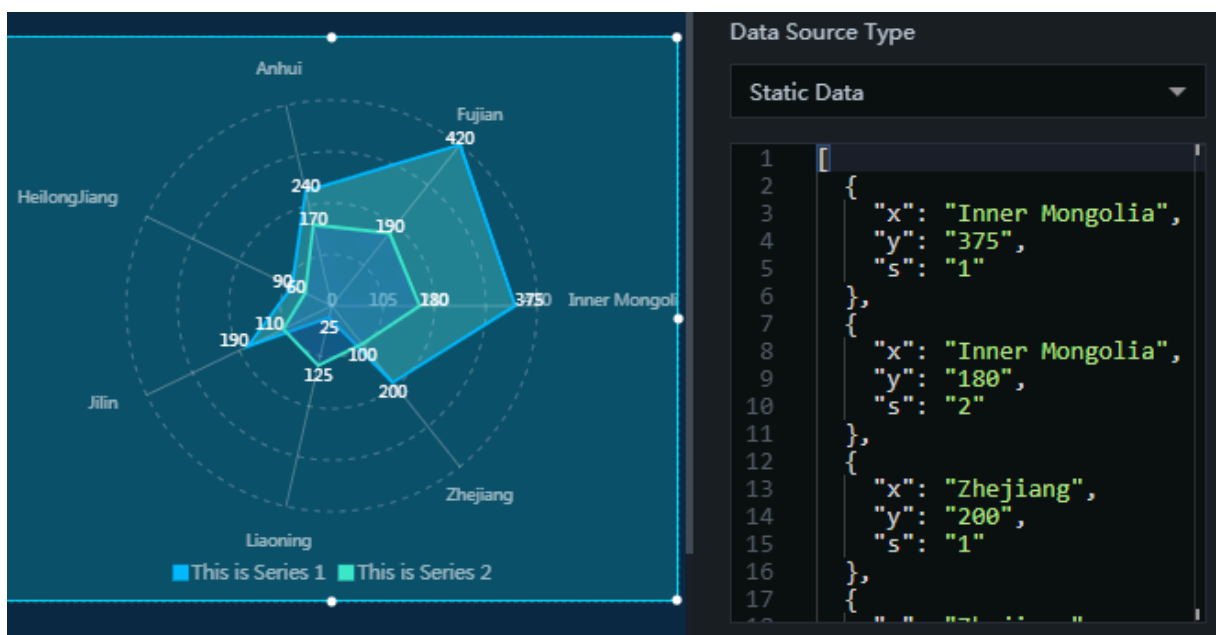 Anhui
Fujian
420
HeilongJiang
240
170
190
90
60
0
105
180
375
Inner Mongoli
110
190
25
100
125
200
Jilin
Zhejiang
Liaoning
This is Series 1
This is Series 2
Data Source Type
Static Data
1 [
2 {
3 "x": "Inner Mongolia",
4 "y": "375",
5 "s": "1"
6 },
7 {
8 "x": "Inner Mongolia",
9 "y": "180",
10 "s": "2"
11 },
12 {
13 "x": "Zhejiang",
14 "y": "200",
15 "s": "1"
16 },
17 {